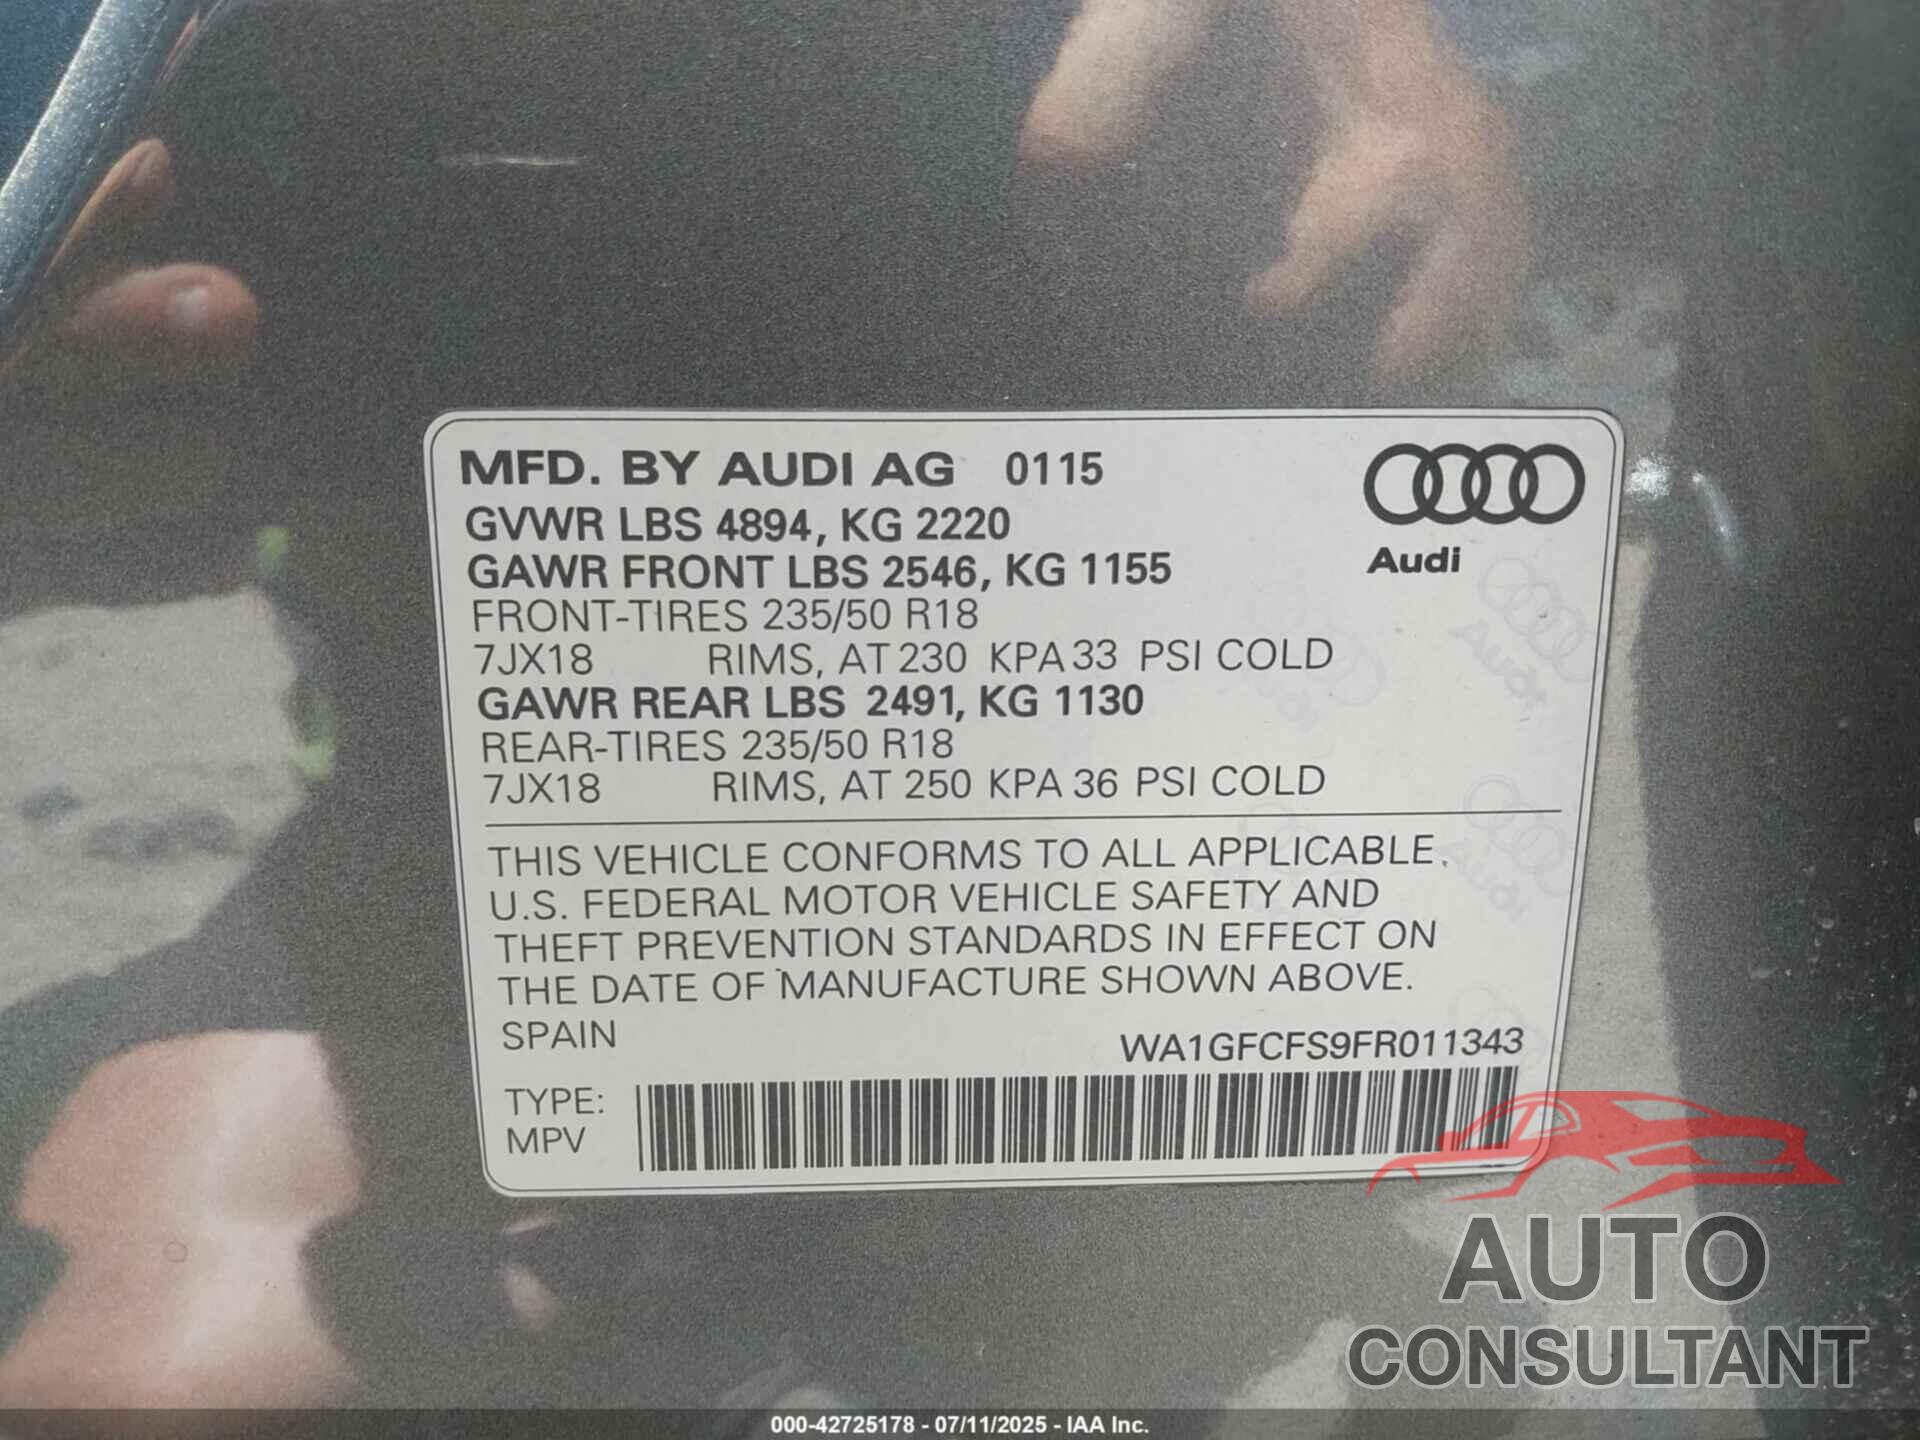 MFD. BY AUDI AG 0115
GVWR LBS 4894, KG 2220
GAWR FRONT LBS 2546, KG 1155
Audi
FRONT-TIRES 235/50 R18
7JX18 RIMS, AT 230 KPA 33 PSI COLD
GAWR REAR LBS 2491, KG 1130
REAR-TIRES 235/50 R18
7JX18 RIMS, AT 250 KPA 36 PSI COLD
THIS VEHICLE CONFORMS TO ALL APPLICABLE
U.S. FEDERAL MOTOR VEHICLE SAFETY AND
THEFT PREVENTION STANDARDS IN EFFECT ON
THE DATE OF MANUFACTURE SHOWN ABOVE.
SPAIN WA1GFCFS9FR011343
TYPE:
MPV
AUTO
CONSULTANT
000-42725178 - 07/11/2025 - IAA Inc.